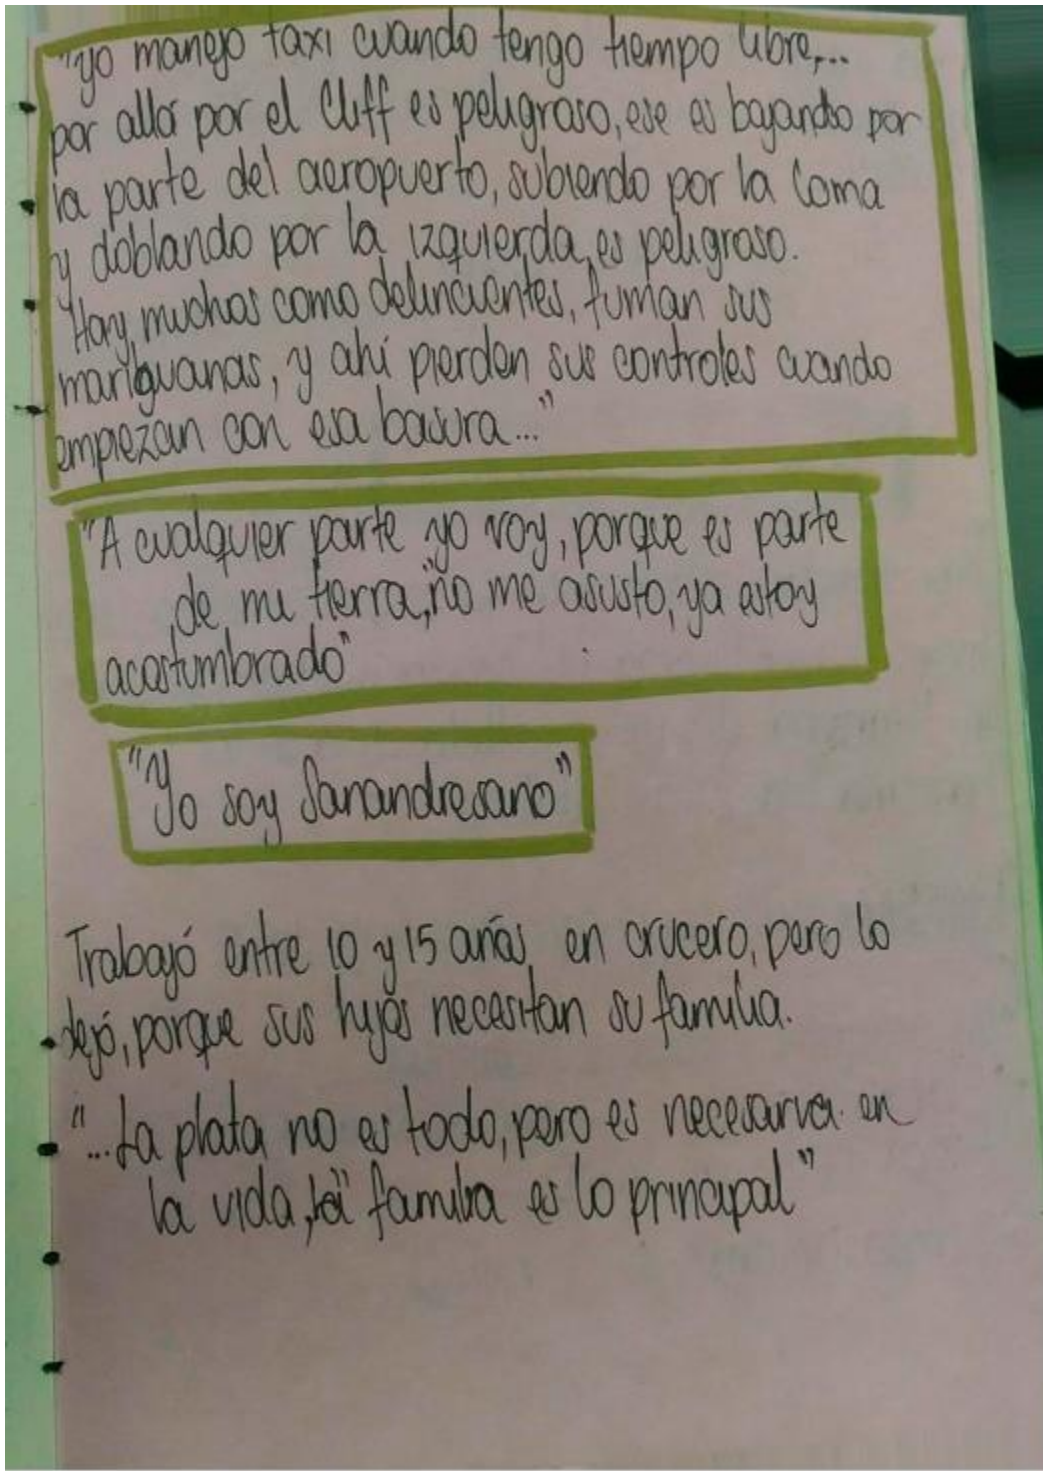 "yo manejo taxi cuando tengo tiempo libre,...
por allá por el Cliff es peligroso, ese es bajando por
la parte del aeropuerto, subiendo por la Loma
y doblando por la izquierda, es peligroso.
Hay, muchos como delincuentes, fuman sus
mariguanas, y ahí pierden sus controles cuando
empiezan con esa basura..."
"A cualquier parte yo voy, porque es parte
de mi tierra, no me asusto, ya estoy
acostumbrado"
"Yo soy Sanandresano"
Trabajó entre 10 y 15 años, en crucero, pero lo
dejó, porque sus hijos necesitan su familia.
"...La plata no es todo, pero es necesaria en
la vida, la familia es lo principal"